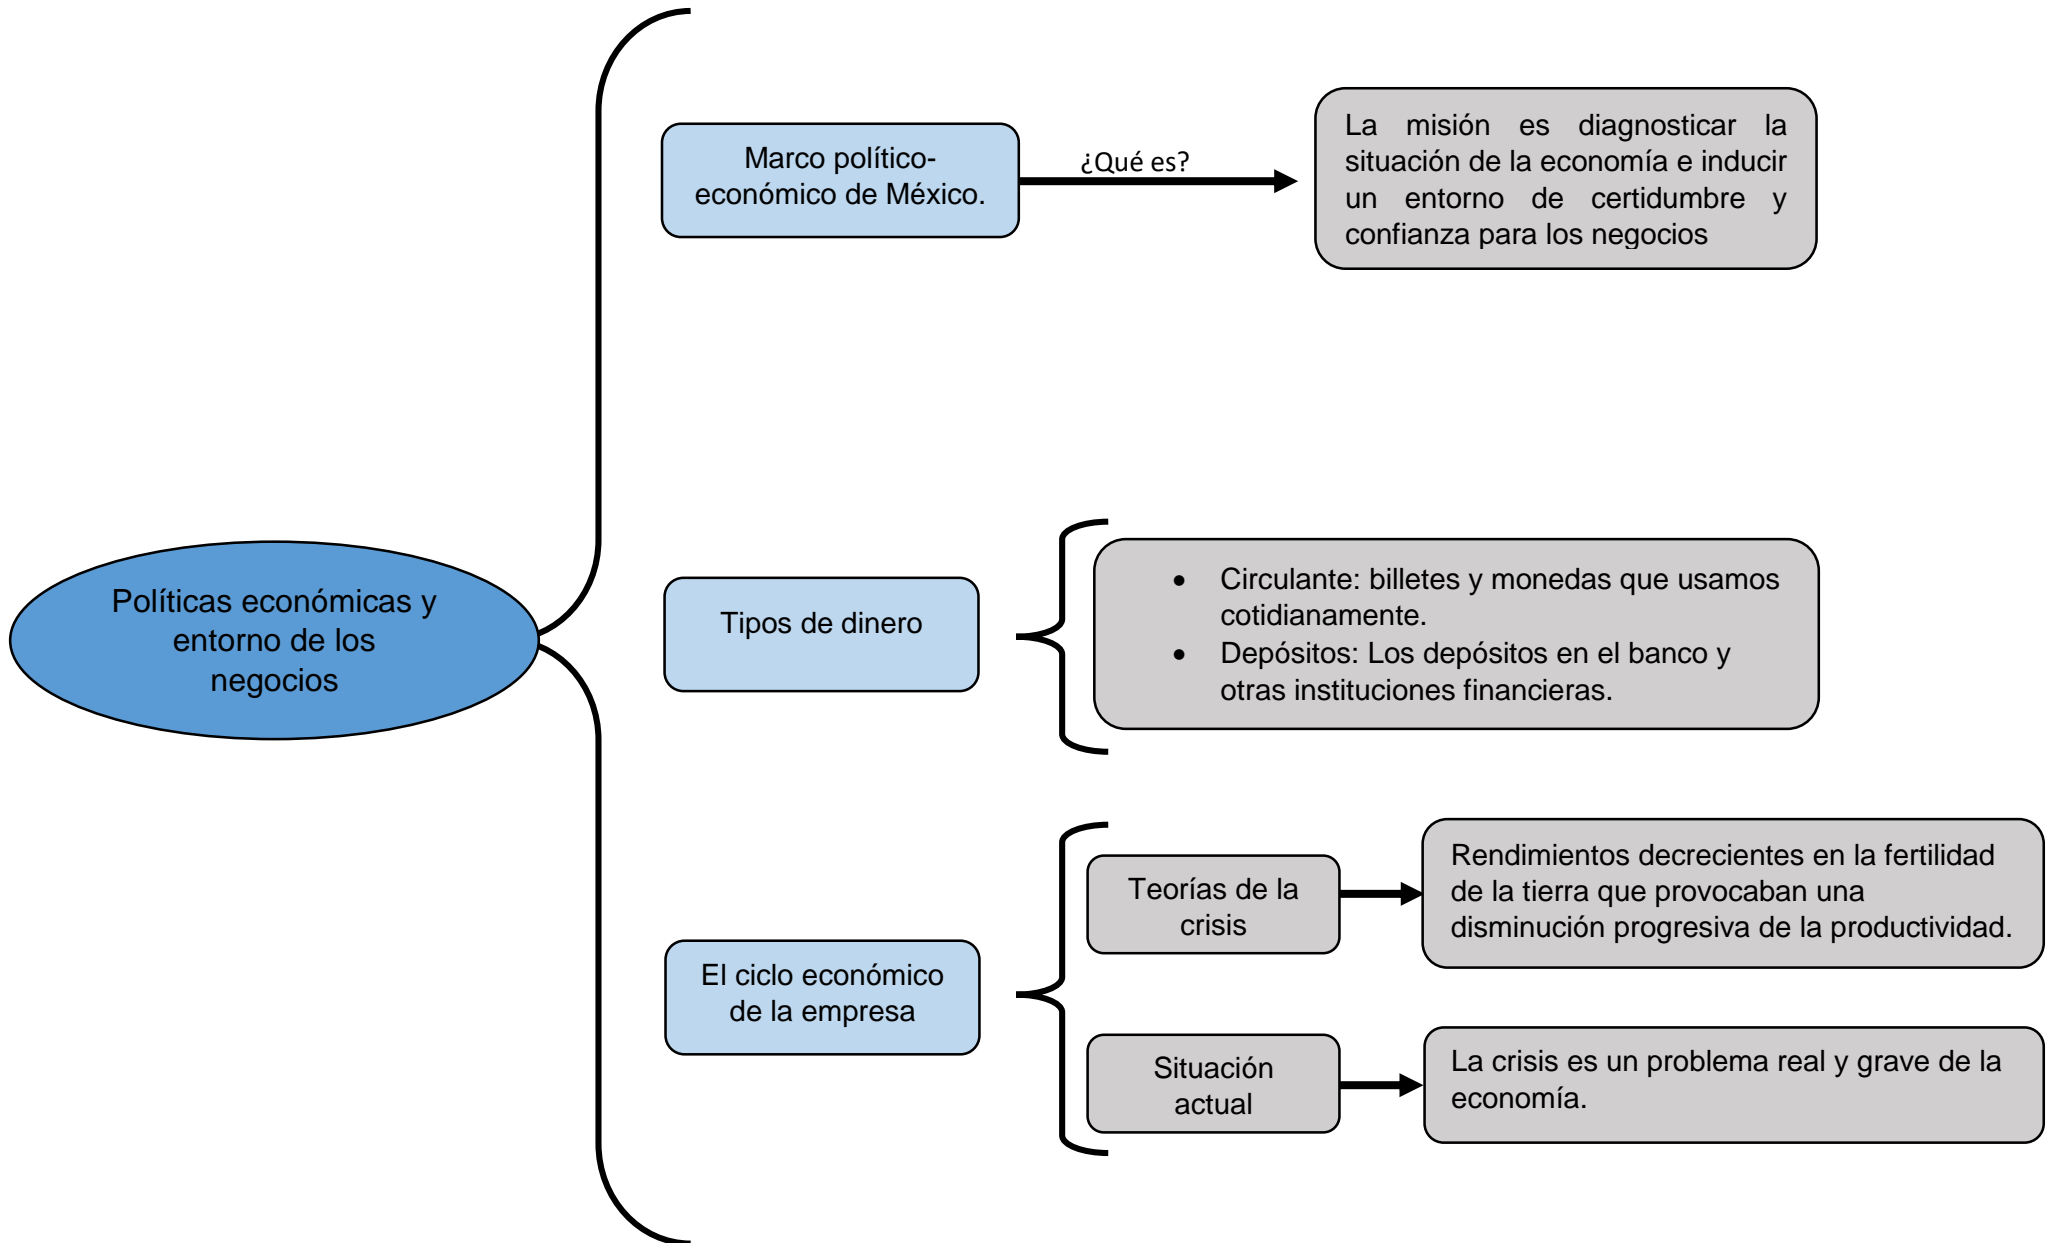 Políticas económicas y
entorno de los
negocios
Marco político-
económico de México.
¿Qué es?
La misión es diagnosticar la
situación de la economía e inducir
un entorno de certidumbre y
confianza para los negocios
Tipos de dinero
• Circulante: billetes y monedas que usamos
cotidianamente.
• Depósitos: Los depósitos en el banco y
otras instituciones financieras.
El ciclo económico
de la empresa
Teorías de la
crisis
Rendimientos decrecientes en la fertilidad
de la tierra que provocaban una
disminución progresiva de la productividad.
Situación
actual
La crisis es un problema real y grave de la
economía.